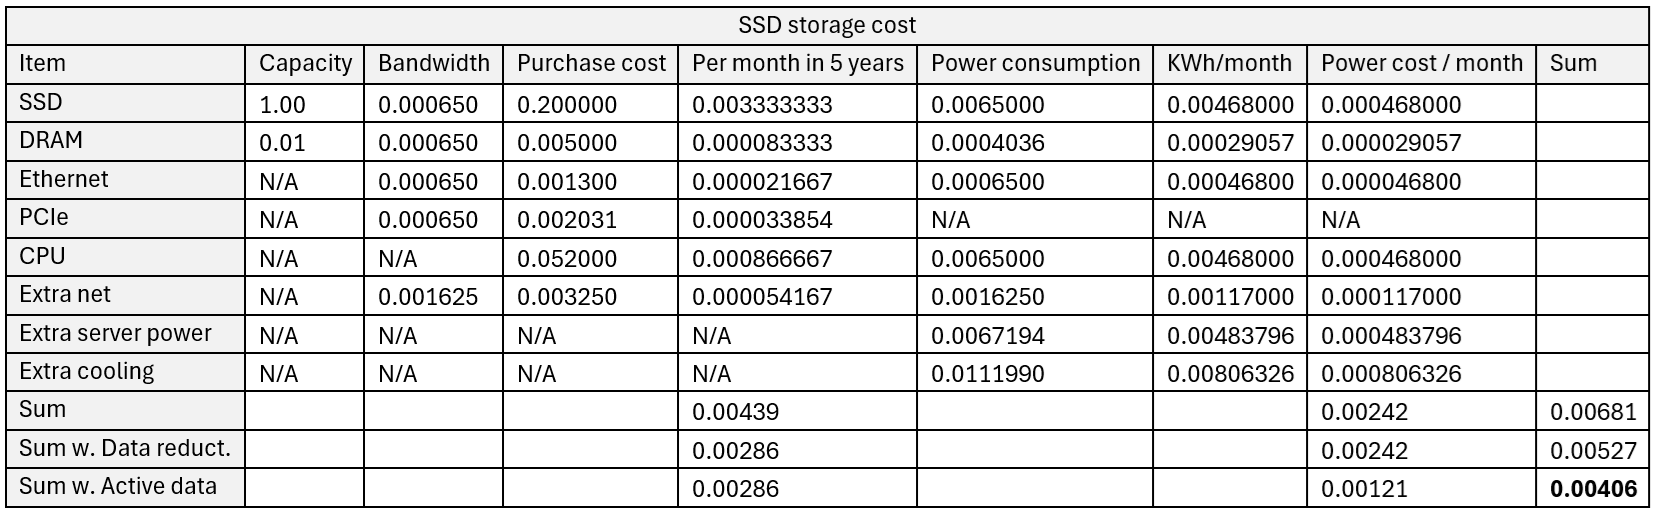 SSD storage cost
Item Capacity Bandwidth Purchase cost Per month in 5 years Power consumption KWh/month Power cost / month Sum
SSD 1.00 0.000650 0.200000 0.003333333 0.0065000 0.00468000 0.000468000
DRAM 0.01 0.000650 0.005000 0.000083333 0.0004036 0.00029057 0.000029057
Ethernet N/A 0.000650 0.001300 0.000021667 0.0006500 0.00046800 0.000046800
PCIe N/A 0.000650 0.002031 0.000033854 N/A N/A N/A
CPU N/A N/A 0.052000 0.000866667 0.0065000 0.00468000 0.000468000
Extra net N/A 0.001625 0.003250 0.000054167 0.0016250 0.00117000 0.000117000
Extra server power N/A N/A N/A N/A 0.0067194 0.00483796 0.000483796
Extra cooling N/A N/A N/A N/A 0.0111990 0.00806326 0.000806326
Sum 0.00439 0.00242 0.00681
Sum w. Data reduct. 0.00286 0.00242 0.00527
Sum w. Active data 0.00286 0.00121 0.00406